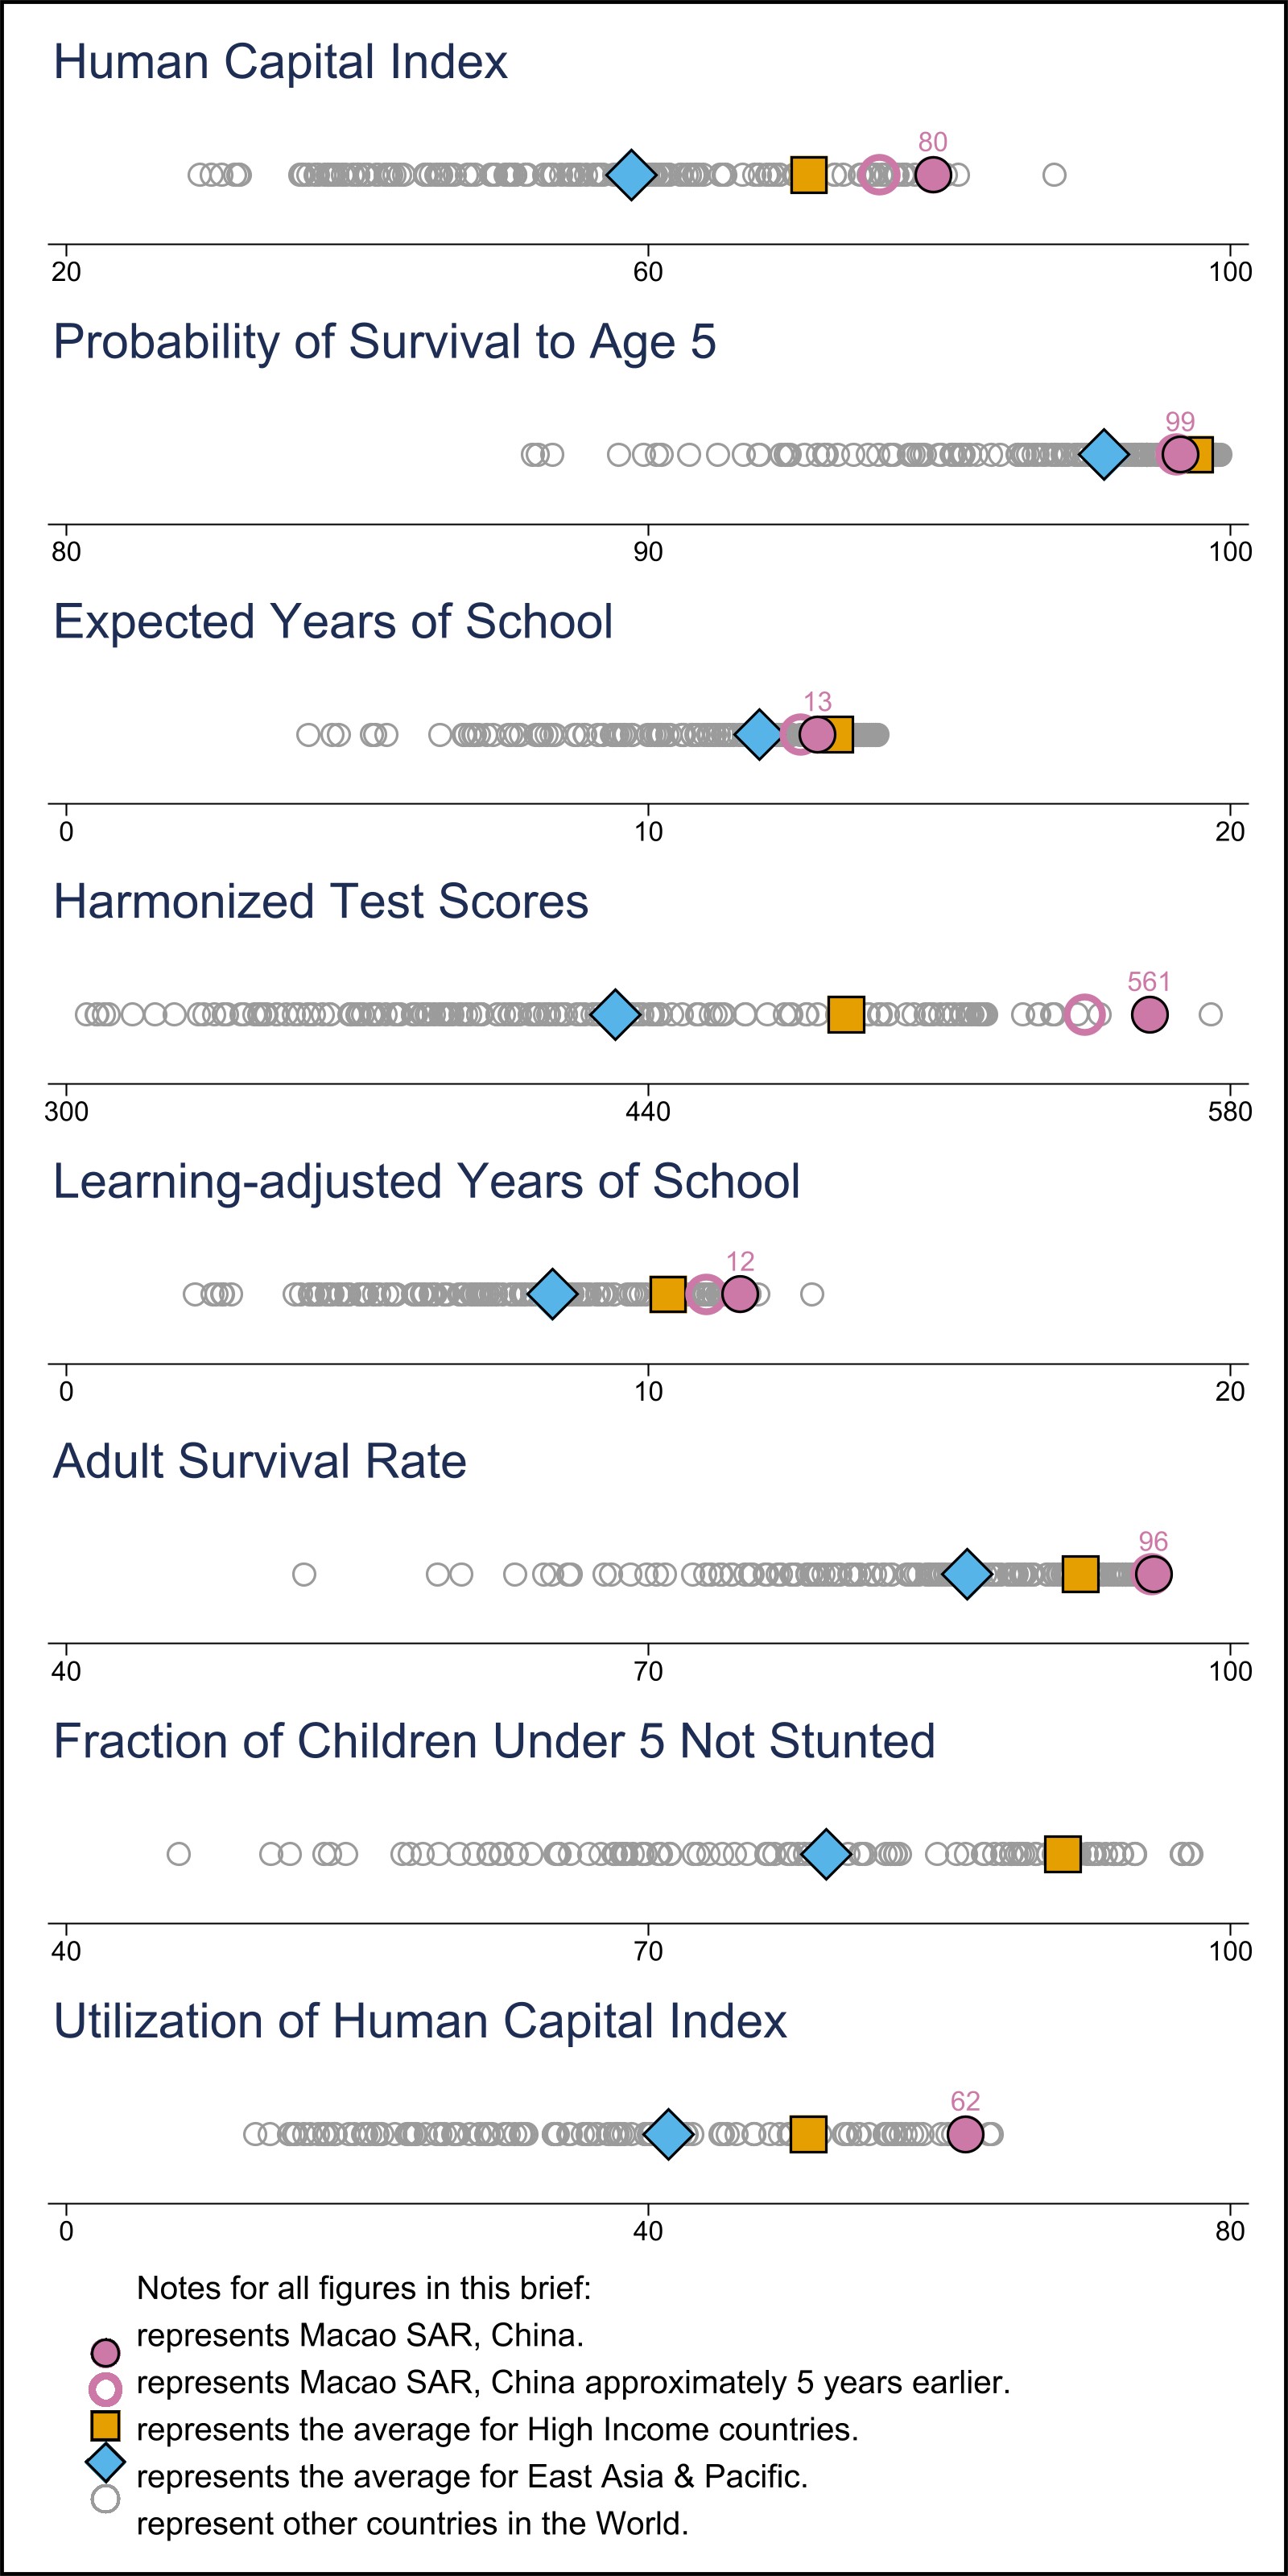 Human Capital Index
80
20 60 100
Probability of Survival to Age 5
99
80 90 100
Expected Years of School
13
0 10 20
Harmonized Test Scores
561
300 440 580
Learning-adjusted Years of School
12
0 10 20
Adult Survival Rate
96
40 70 100
Fraction of Children Under 5 Not Stunted
40 70 100
Utilization of Human Capital Index
62
0 40 80
Notes for all figures in this brief:
represents Macao SAR, China.
represents Macao SAR, China approximately 5 years earlier.
represents the average for High Income countries.
represents the average for East Asia & Pacific.
represent other countries in the World.